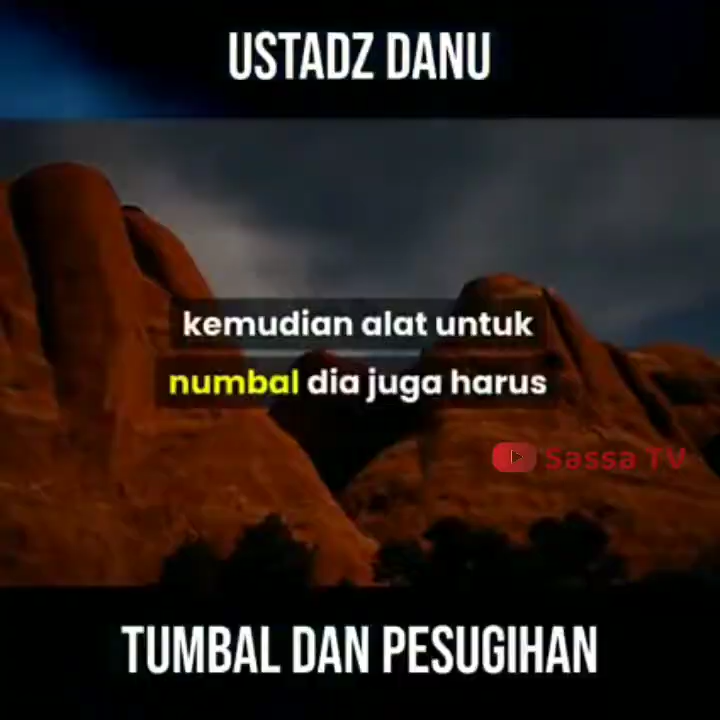 USTADZ DANU
kemudian alat untuk
numbal dia juga harus
Sassa TV
TUMBAL DAN PESUGIHAN